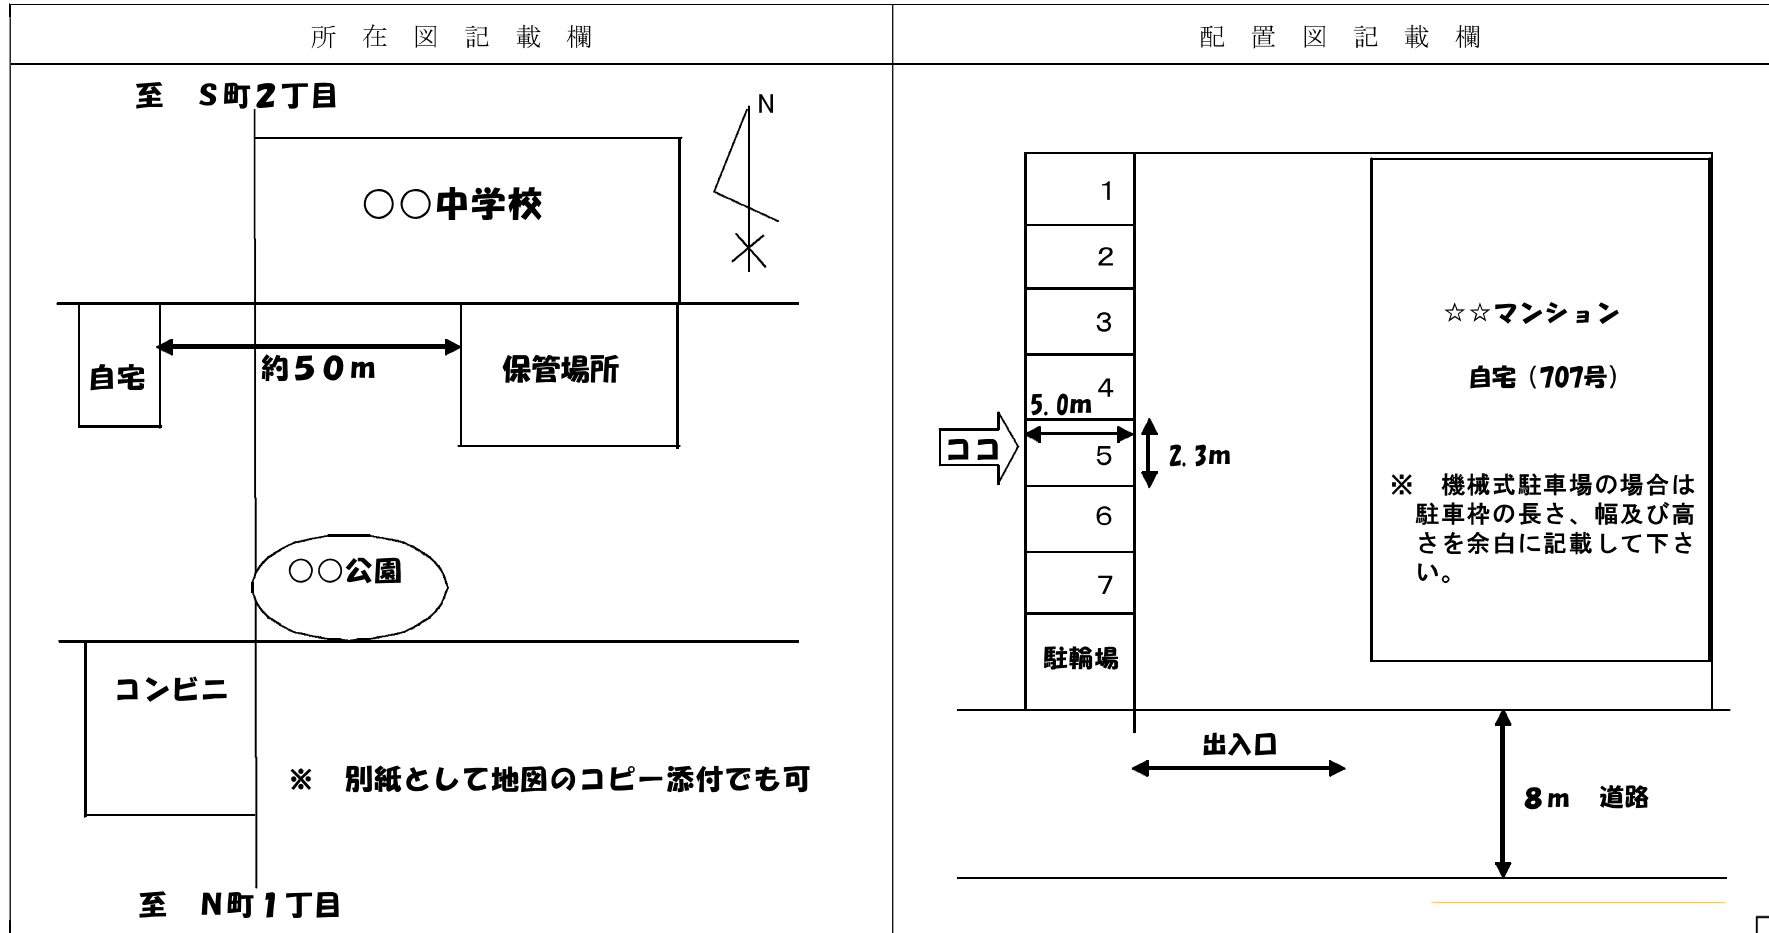 所在図記載欄
至 S町2丁目
N
○○中学校
自宅
約50m
保管場所
○○公園
コンビニ
※ 別紙として地図のコピー添付でも可
至 N町1丁目
配置図記載欄
1
2
3
4
5.0m
ココ
5
2.3m
6
7
駐輪場
☆☆マンション
自宅(707号)
※ 機械式駐車場の場合は
駐車枠の長さ、幅及び高
さを余白に記載して下さ
い。
出入口
8m 道路